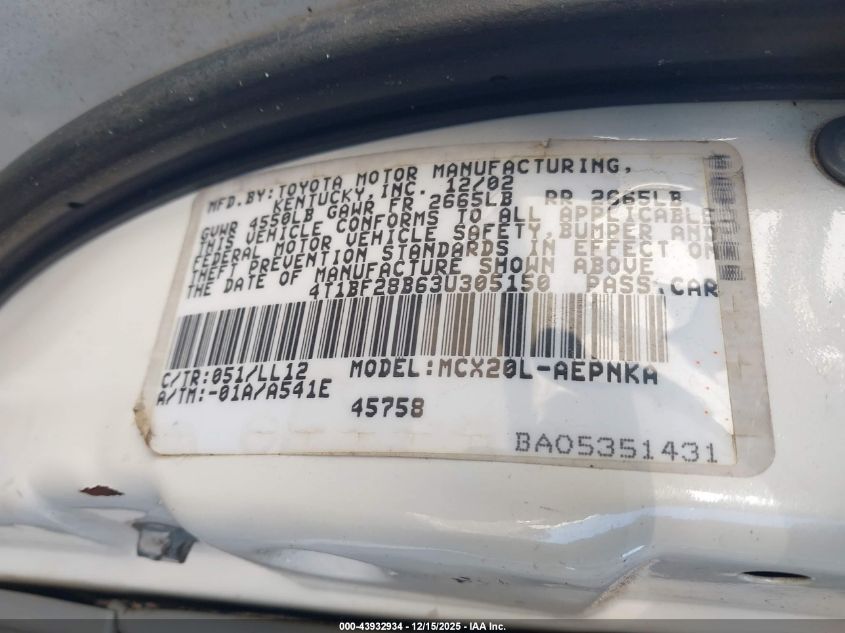 MFD.BY:TOYOTA MOTOR MANUFACTURING,
KENTUCKY, INC. 12/02
GVWR 4550LB GAWR FR 2665LB RR 2665LB
THIS VEHICLE CONFORMS TO ALL APPLICABLE
FEDERAL MOTOR VEHICLE SAFETY, BUMPER AND
THEFT PREVENTION STANDARDS IN EFFECT ON
THE DATE OF MANUFACTURE SHOWN ABOVE
4T1BF28B63U305150 PASS.CAR
C/TR:051/LL12 MODEL:MCX20L-AEPNKA
A/TM:-01A/A541E
45758
BA05351431
000-43932934 - 12/15/2025 - IAA Inc.